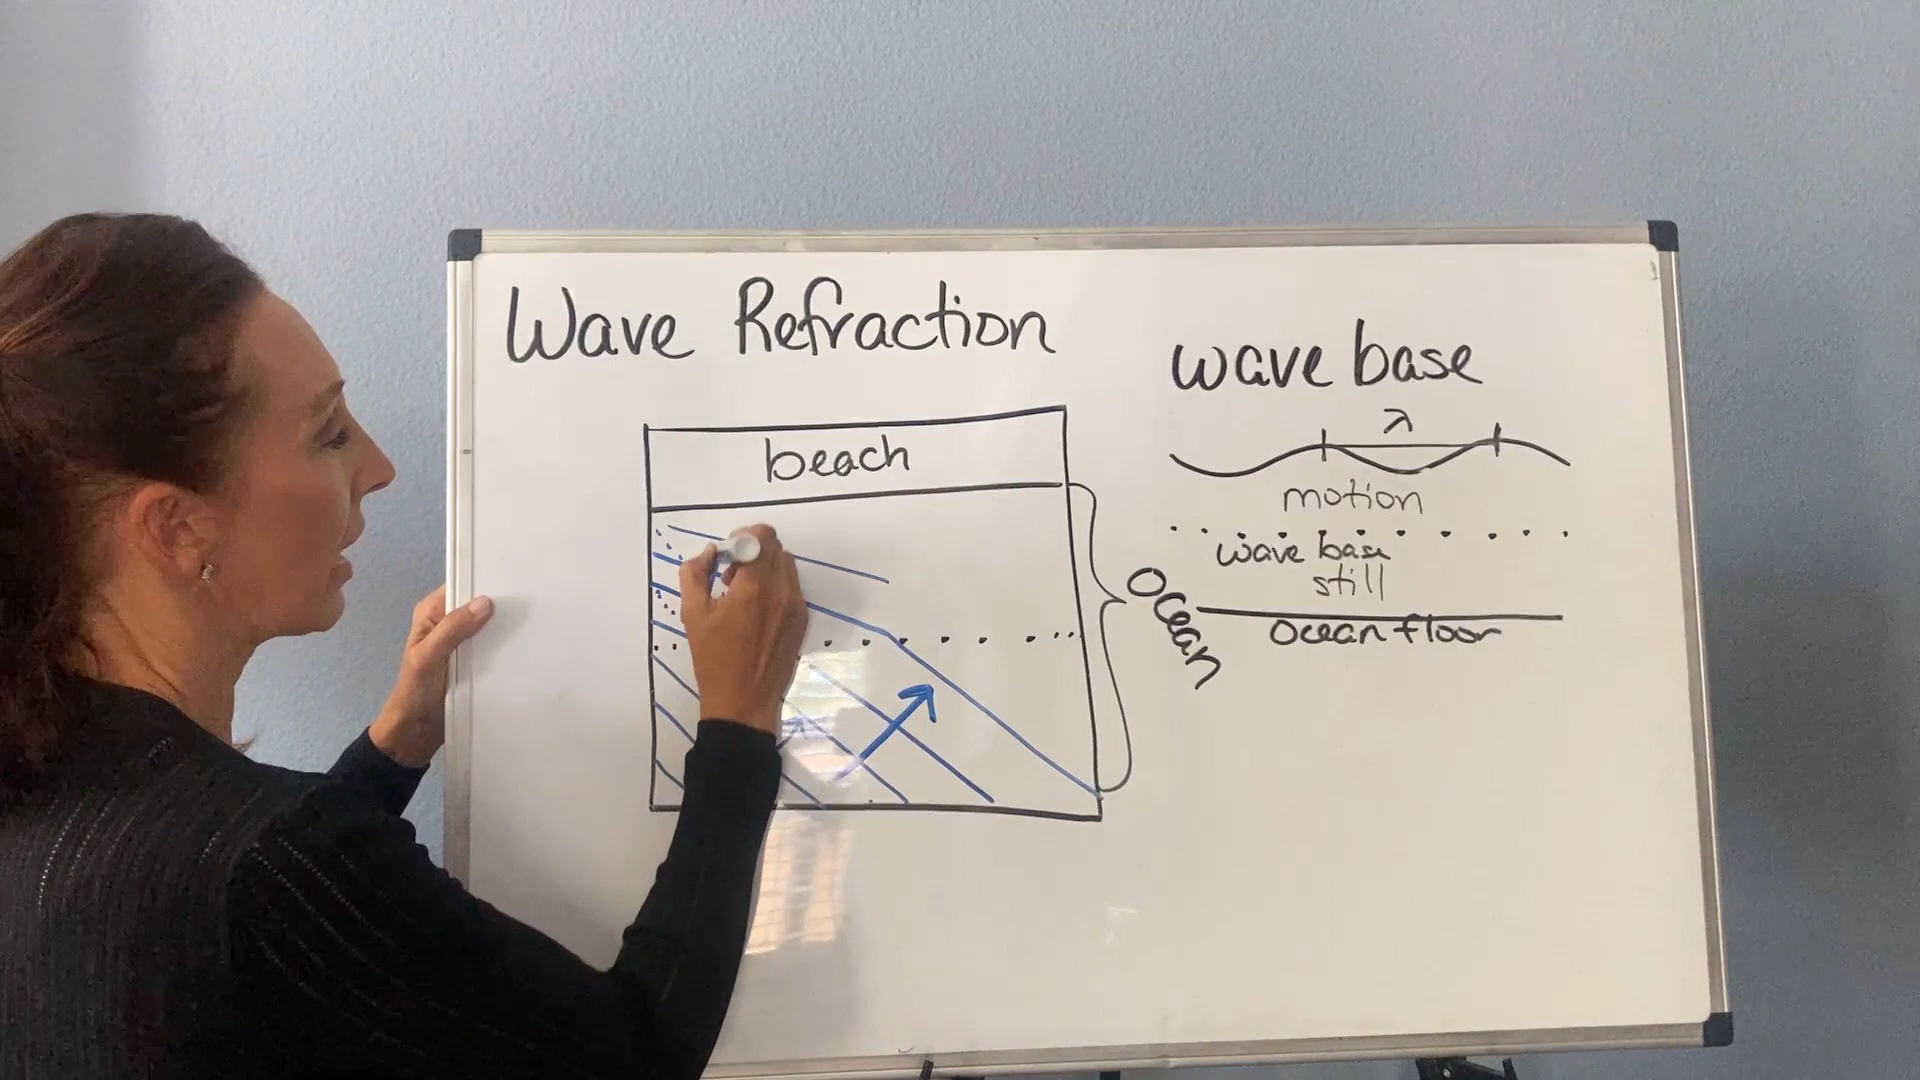 Wave Refraction
beach
Ocean
wave base
λ
motion
wave base
still
Ocean floor